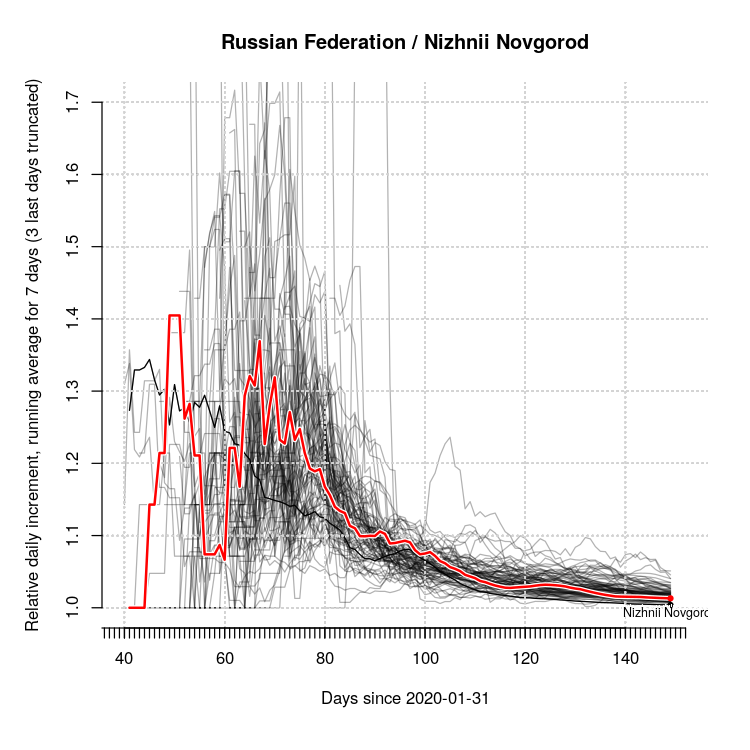 Russian Federation / Nizhnii Novgorod
Relative daily increment, running average for 7 days (3 last days truncated)
1.7
1.6
1.5
1.4
1.3
1.2
1.1
1.0
Nizhnii Novgoro
40 60 80 100 120 140
Days since 2020-01-31